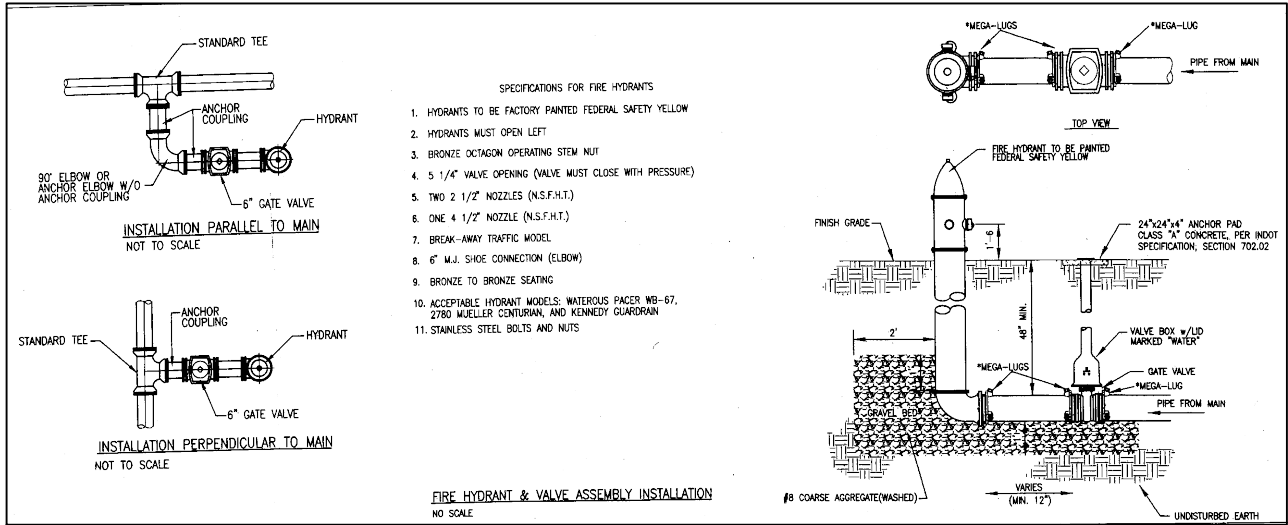 STANDARD TEE
ANCHOR
COUPLING
HYDRANT
90° ELBOW OR
ANCHOR ELBOW W/O
ANCHOR COUPLING
6" GATE VALVE
INSTALLATION PARALLEL TO MAIN
NOT TO SCALE
ANCHOR
COUPLING
STANDARD TEE
HYDRANT
6" GATE VALVE
INSTALLATION PERPENDICULAR TO MAIN
NOT TO SCALE
SPECIFICATIONS FOR FIRE HYDRANTS
1. HYDRANTS TO BE FACTORY PAINTED FEDERAL SAFETY YELLOW
2. HYDRANTS MUST OPEN LEFT
3. BRONZE OCTAGON OPERATING STEM NUT
4. 5 1/4" VALVE OPENING (VALVE MUST CLOSE WITH PRESSURE)
5. TWO 2 1/2" NOZZLES (N.S.F.H.T.)
6. ONE 4 1/2" NOZZLE (N.S.F.H.T.)
7. BREAK-AWAY TRAFFIC MODEL
8. 6" M.J. SHOE CONNECTION (ELBOW)
9. BRONZE TO BRONZE SEATING
10. ACCEPTABLE HYDRANT MODELS: WATEROUS PACER WB-67,
2780 MUELLER CENTURIAN, AND KENNEDY GUARDRAIN
11. STAINLESS STEEL BOLTS AND NUTS
FIRE HYDRANT & VALVE ASSEMBLY INSTALLATION
NO SCALE
*MEGA-LUGS
*MEGA-LUG
PIPE FROM MAIN
TOP VIEW
FIRE HYDRANT TO BE PAINTED
FEDERAL SAFETY YELLOW
FINISH GRADE
1'-6
24"x24"x4" ANCHOR PAD
CLASS "A" CONCRETE, PER INDOT
SPECIFICATION; SECTION 702.02
2'
48" MIN.
VALVE BOX w/LID
MARKED "WATER"
*MEGA-LUGS
GATE VALVE
*MEGA-LUG
PIPE FROM MAIN
GRAVEL BED
#8 COARSE AGGREGATE(WASHED)
VARIES
(MIN. 12")
UNDISTURBED EARTH